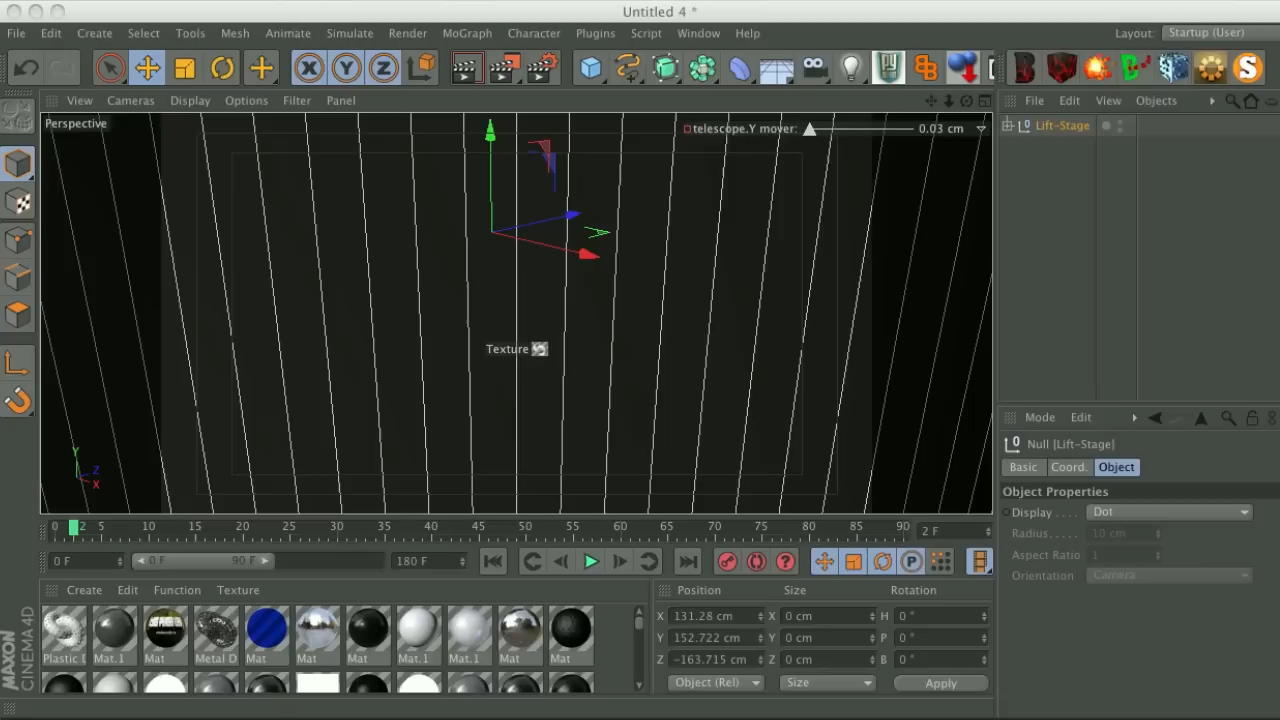 Untitled 4 *
File Edit Create Select Tools Mesh Animate Simulate Render MoGraph Character Plugins Script Window Help Layout: Startup (User)
X Y Z S
View Cameras Display Options Filter Panel
File Edit View Objects
Perspective
telescope.Y mover: 0.03 cm
Lift-Stage
Texture
Y
Z
X
Mode Edit
Null [Lift-Stage]
Basic Coord. Object
Object Properties
Display . . . . Dot
Radius. . . . . 10 cm
Aspect Ratio 1
Orientation . Camera
0 2 5 10 15 20 25 30 35 40 45 50 55 60 65 70 75 80 85 90 2 F
0 F 0 F 90 F 180 F ? P
Create Edit Function Texture
Plastic D Mat.1 Mat Metal D Mat Mat Mat Mat.1 Mat.1 Mat Mat
Position Size Rotation
X 131.28 cm X 0 cm H 0 °
Y 152.722 cm Y 0 cm P 0 °
Z -163.715 cm Z 0 cm B 0 °
Object (Rel) Size Apply
MAXON
CINEMA 4D